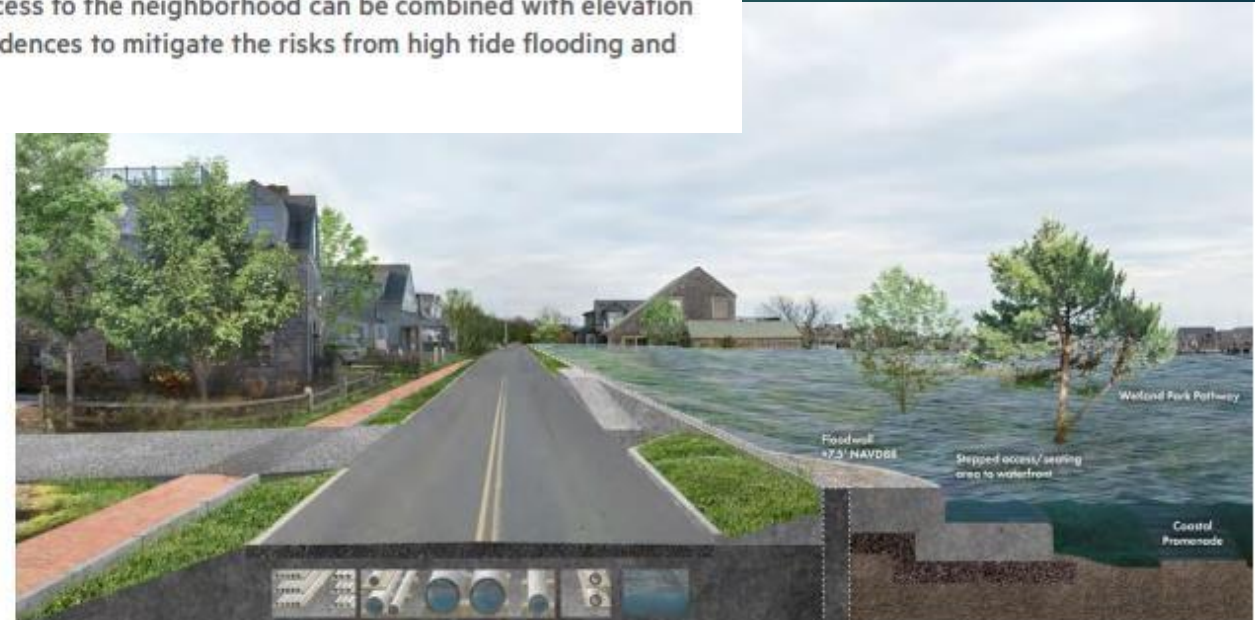 cess to the neighborhood can be combined with elevation
dences to mitigate the risks from high tide flooding and
Floodwall
+7.5' NAVD88
Stepped access/seating
area to waterfront
Wetland Park Pathway
Coastal
Promenade